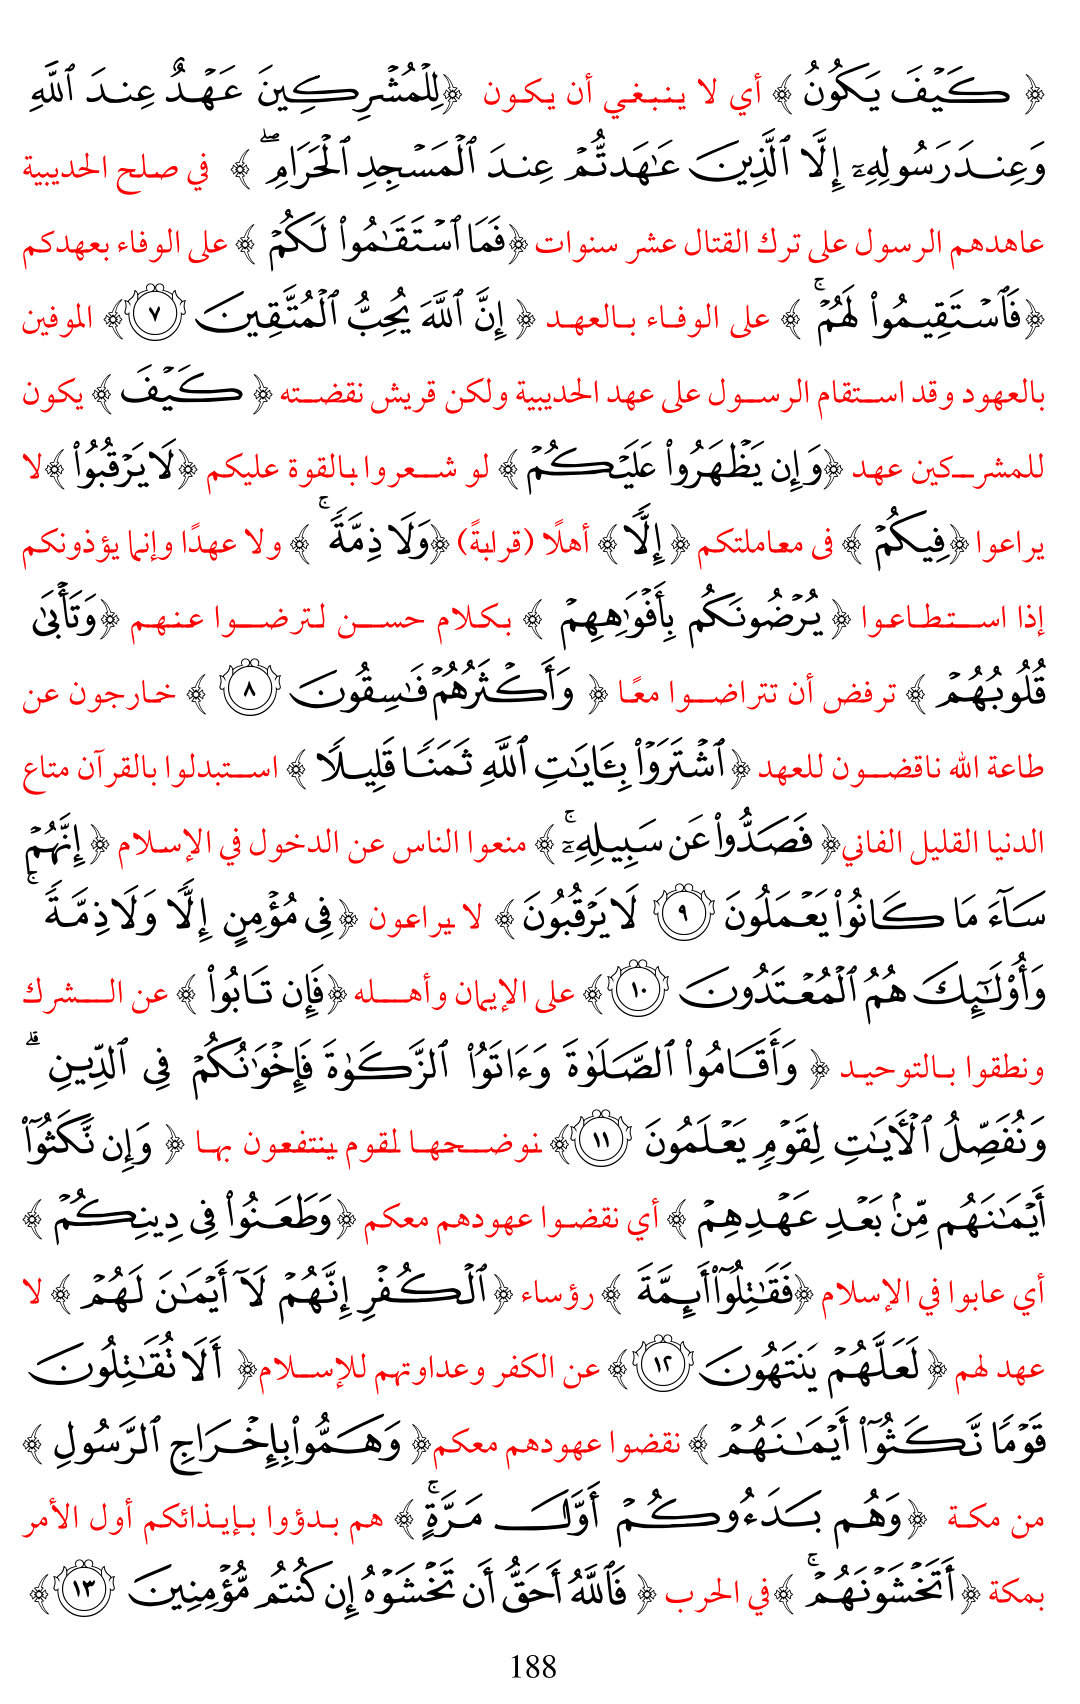 ﴿ كَيۡفَ يَكُونُ ﴾ أي لا ينبغي أن يكون ﴿لِلۡمُشۡرِكِينَ عَهۡدٌ عِندَ ٱللَّهِ
وَعِندَ رَسُولِهِۦٓ إِلَّا ٱلَّذِينَ عَٰهَدتُّمۡ عِندَ ٱلۡمَسۡجِدِ ٱلۡحَرَامِۖ ﴾ في صلح الحديبية
عاهدهم الرسول على ترك القتال عشر سنوات ﴿فَمَا ٱسۡتَقَٰمُواْ لَكُمۡ ﴾ على الوفاء بعهدكم
﴿فَٱسۡتَقِيمُواْ لَهُمۡۚ ﴾ على الوفاء بالعهد ﴿ إِنَّ ٱللَّهَ يُحِبُّ ٱلۡمُتَّقِينَ ٧﴾ الموفين
بالعهود وقد استقام الرسول على عهد الحديبية ولكن قريش نقضته ﴿ كَيۡفَ ﴾ يكون
للمشركين عهد ﴿وَإِن يَظۡهَرُواْ عَلَيۡكُمۡ ﴾ لو شعروا بالقوة عليكم ﴿لَا يَرۡقُبُواْ ﴾لا
يراعوا ﴿فِيكُمۡ ﴾ فى معاملتكم ﴿ إِلّٗا ﴾ أهلًا (قرابةً) ﴿وَلَا ذِمَّةٗۚ ﴾ ولا عهدًا وإنما يؤذونكم
إذا استطاعوا ﴿ يُرۡضُونَكُم بِأَفۡوَٰهِهِمۡ ﴾ بكلام حسن لترضوا عنهم ﴿وَتَأۡبَىٰ
قُلُوبُهُمۡ ﴾ ترفض أن تتراضوا معًا ﴿ وَأَكۡثَرُهُمۡ فَٰسِقُونَ ٨ ﴾ خارجون عن
طاعة الله ناقضون للعهد ﴿ٱشۡتَرَوۡاْ بِـَٔايَٰتِ ٱللَّهِ ثَمَنٗا قَلِيلٗا ﴾ استبدلوا بالقرآن متاع
الدنيا القليل الفاني﴿ فَصَدُّواْ عَن سَبِيلِهِۦٓۚ ﴾ منعوا الناس عن الدخول في الإسلام ﴿ إِنَّهُمۡ
سَآءَ مَا كَانُواْ يَعۡمَلُونَ ٩ لَا يَرۡقُبُونَ ﴾ لا يراعون ﴿فِى مُؤۡمِنٍ إِلّٗا وَلَا ذِمَّةٗۚ
وَأُوْلَٰٓئِكَ هُمُ ٱلۡمُعۡتَدُونَ ١٠﴾ على الإيمان وأهله ﴿فَإِن تَابُواْ ﴾ عن الشرك
ونطقوا بالتوحيد ﴿ وَأَقَامُواْ ٱلصَّلَوٰةَ وَءَاتَوُاْ ٱلزَّكَوٰةَ فَإِخۡوَٰنُكُمۡ فِى ٱلدِّينِۗ
وَنُفَصِّلُ ٱلۡأٓيَٰتِ لِقَوۡمٖ يَعۡلَمُونَ ١١﴾ نوضحها لقوم ينتفعون بها ﴿ وَإِن نَّكَثُوٓاْ
أَيۡمَٰنَهُم مِّنۢ بَعۡدِ عَهۡدِهِمۡ ﴾ أي نقضوا عهودهم معكم ﴿وَطَعَنُواْ فِى دِينِكُمۡ ﴾
أي عابوا في الإسلام ﴿فَقَٰتِلُوٓاْ أَئِمَّةَ ﴾ رؤساء ﴿ٱلۡكُفۡرِ إِنَّهُمۡ لَآ أَيۡمَٰنَ لَهُمۡ ﴾ لا
عهد لهم ﴿لَعَلَّهُمۡ يَنتَهُونَ ١٢﴾ عن الكفر وعداوتهم للإسلام﴿ أَلَا تُقَٰتِلُونَ
قَوۡمٗا نَّكَثُوٓاْ أَيۡمَٰنَهُمۡ ﴾ نقضوا عهودهم معكم﴿ وَهَمُّواْ بِإِخۡرَاجِ ٱلرَّسُولِ ﴾
من مكة ﴿وَهُم بَدَءُوكُمۡ أَوَّلَ مَرَّةٍۚ ﴾ هم بدؤوا بإيذائكم أول الأمر
بمكة ﴿أَتَخۡشَوۡنَهُمۡۚ ﴾في الحرب ﴿ فَٱللَّهُ أَحَقُّ أَن تَخۡشَوۡهُ إِن كُنتُم مُّؤۡمِنِينَ ١٣﴾
188